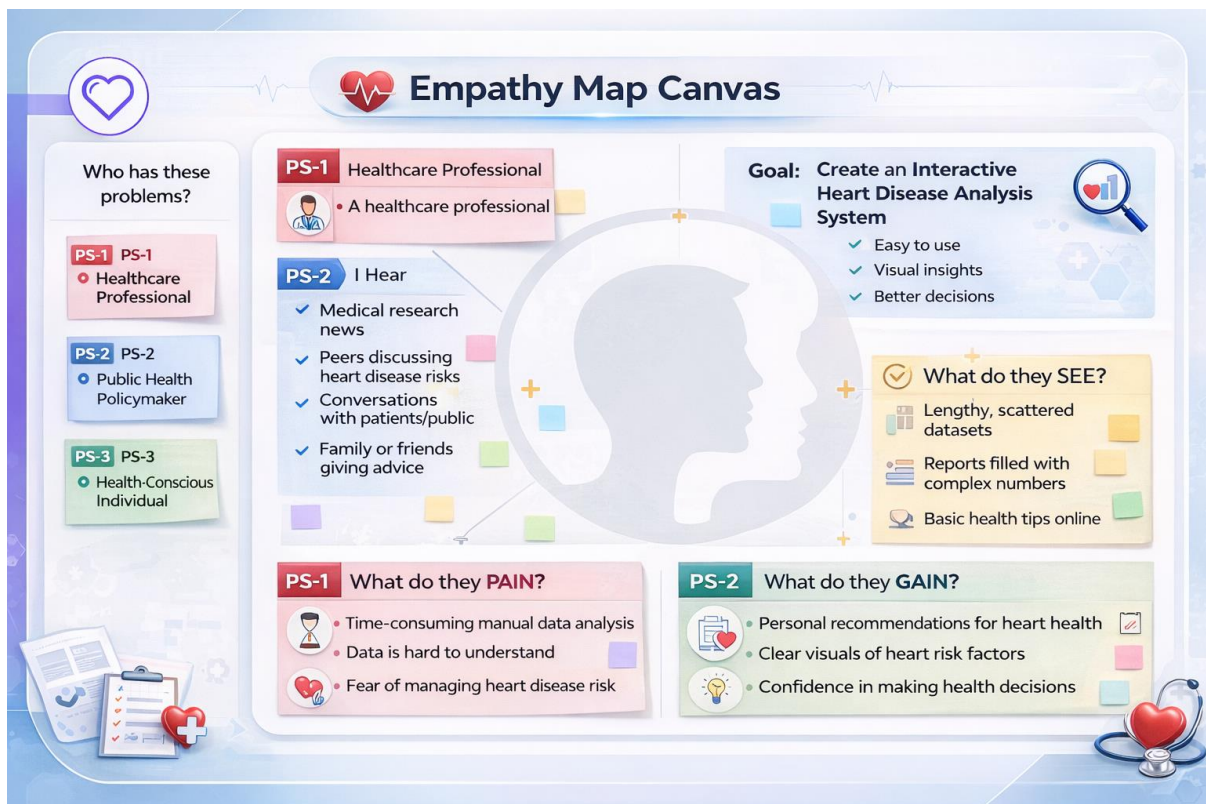 Empathy Map Canvas
Who has these
problems?
PS-1 PS-1
Healthcare
Professional
PS-2 PS-2
Public Health
Policymaker
PS-3 PS-3
Health-Conscious
Individual
PS-1 Healthcare Professional
• A healthcare professional
PS-2 I Hear
✓ Medical research
news
✓ Peers discussing
heart disease risks
✓ Conversations
with patients/public
✓ Family or friends
giving advice
Goal: Create an Interactive
Heart Disease Analysis
System
✓ Easy to use
✓ Visual insights
✓ Better decisions
What do they SEE?
Lengthy, scattered
datasets
Reports filled with
complex numbers
Basic health tips online
PS-1 What do they PAIN?
• Time-consuming manual data analysis
• Data is hard to understand
• Fear of managing heart disease risk
PS-2 What do they GAIN?
• Personal recommendations for heart health
• Clear visuals of heart risk factors
• Confidence in making health decisions